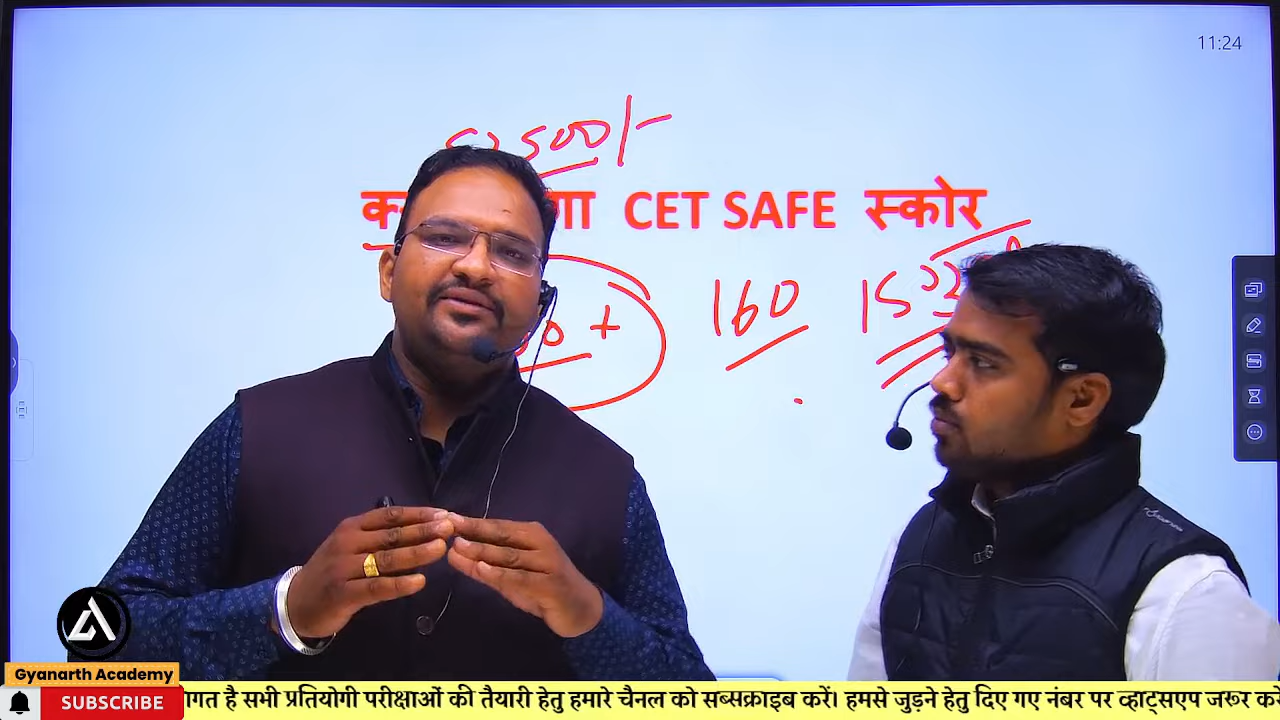 11:24
500/-
CET SAFE स्कोर
+ 160
Gyanarth Academy
SUBSCRIBE
है सभी प्रतियोगी परीक्षाओं की तैयारी हेतु हमारे चैनल को सब्सक्राइब करें। हमसे जुड़ने हेतु दिए गए नंबर पर व्हाट्सएप जरूर